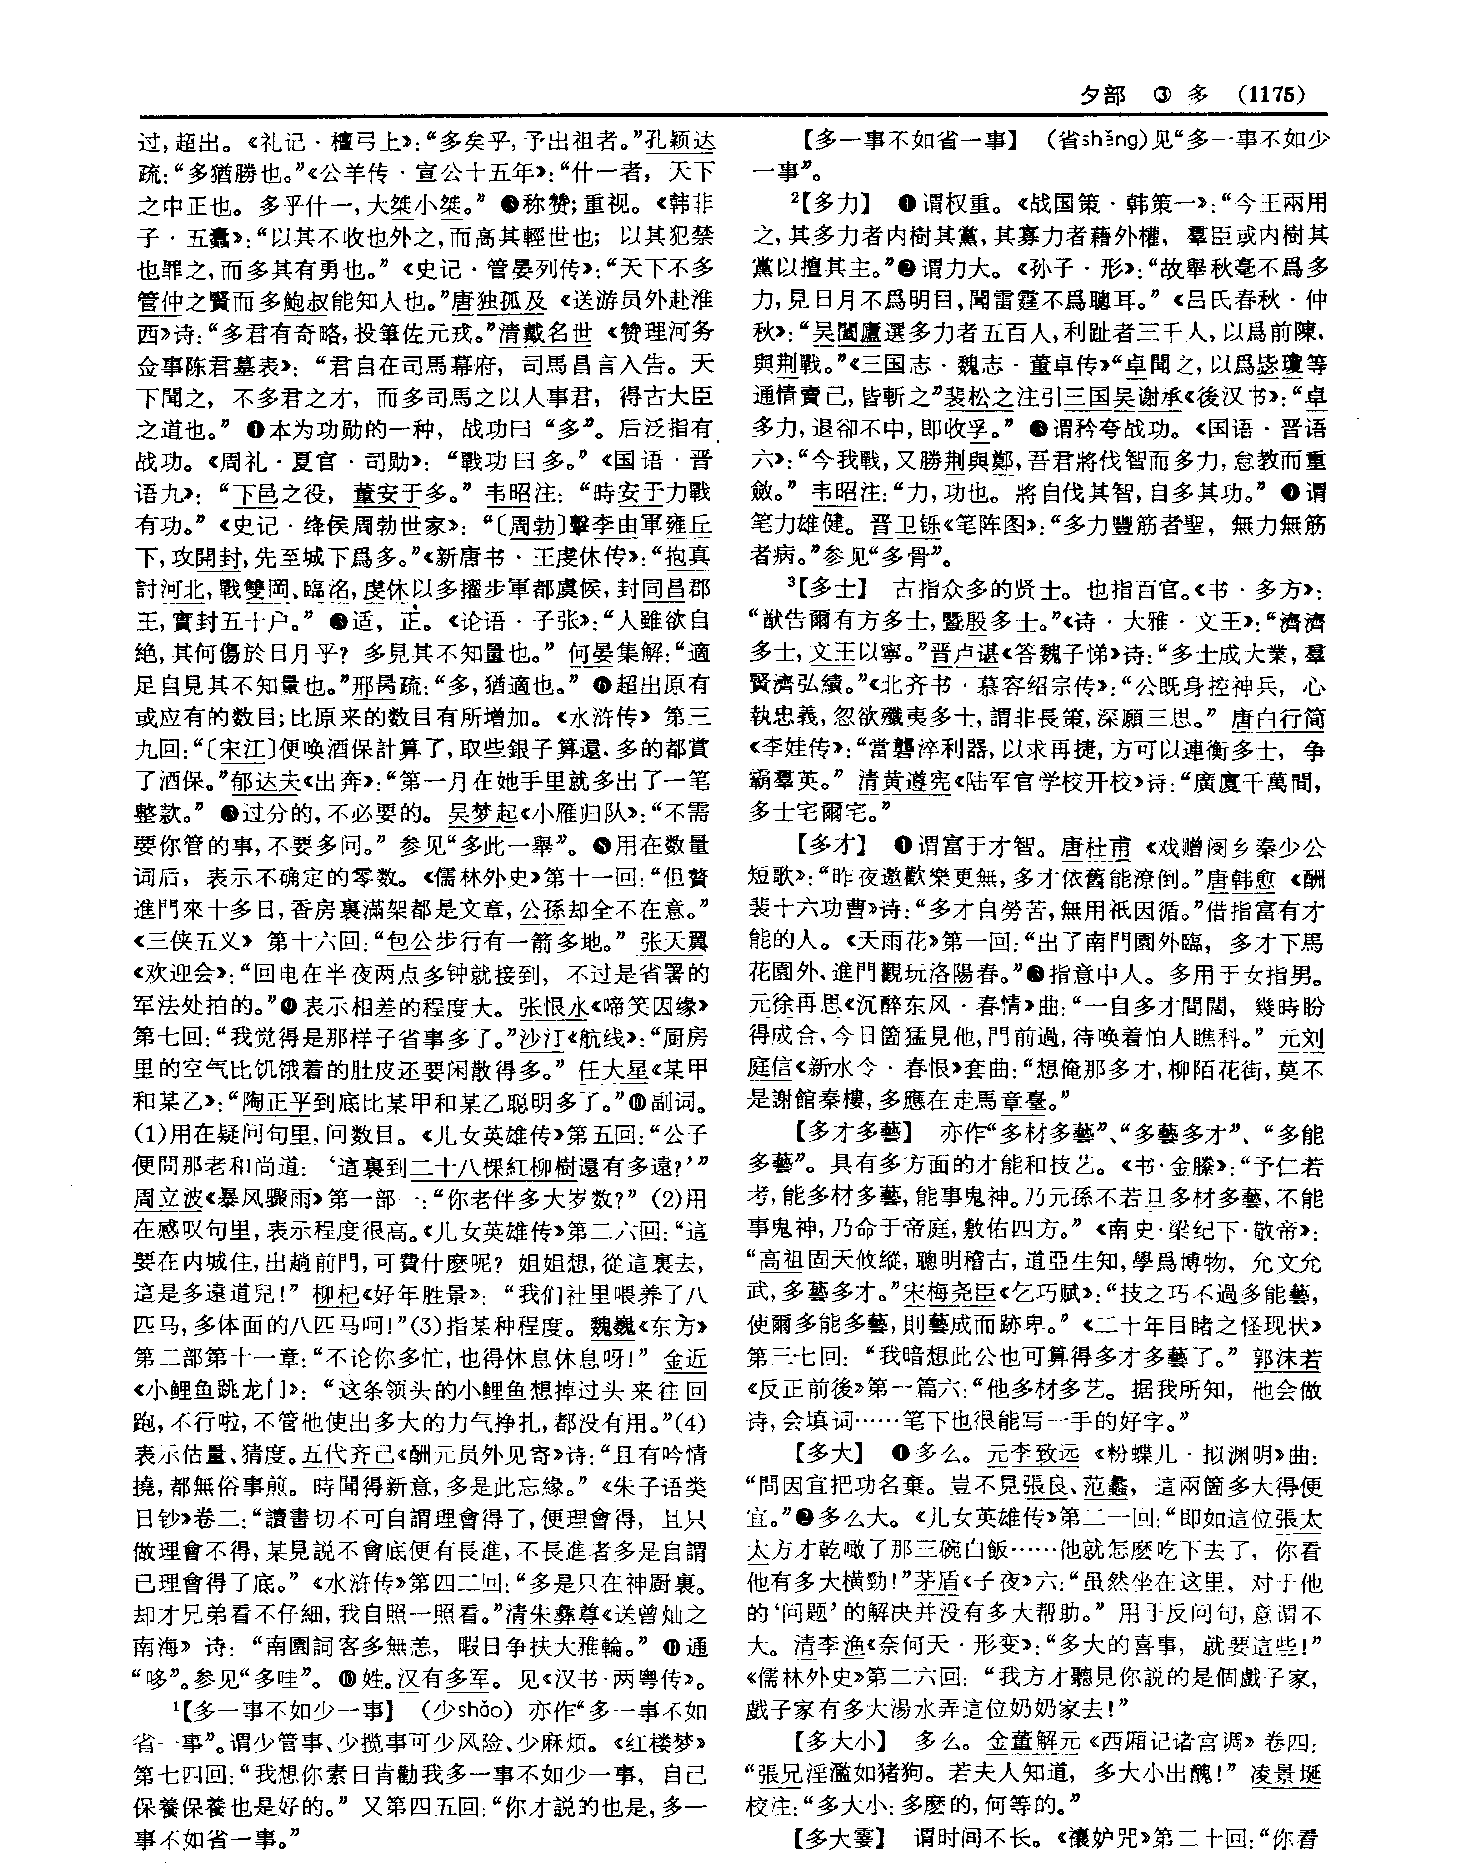 夕部 ③ 多 (1175)
过,超出。《礼记·檀弓上》:“多矣乎,予出祖者。”孔颖达
疏:“多猶勝也。”《公羊传·宣公十五年》:“什一者，天下
之中正也。多乎什一,大桀小桀。” ❸称赞;重视。《韩非
子·五蠹》:“以其不收也外之,而高其輕世也；以其犯禁
也罪之,而多其有勇也。”《史记·管晏列传》:“天下不多
管仲之賢而多鮑叔能知人也。”唐独孤及《送游员外赴淮
西》诗:“多君有奇略,投筆佐元戎。”清戴名世《赞理河务
佥事陈君墓表》：“君自在司馬幕府，司馬昌言入告。天
下聞之，不多君之才，而多司馬之以人事君，得古大臣
之道也。” ❹本为功勋的一种，战功曰“多”。后泛指有
战功。《周礼·夏官·司勋》：“戰功曰多。”《国语·晋
语九》：“下邑之役，董安于多。”韦昭注：“時安于力戰
有功。”《史记·绛侯周勃世家》：“〔周勃〕擊李由軍雍丘
下,攻開封,先至城下爲多。”《新唐书·王虔休传》:“抱真
討河北,戰雙岡、臨洺,虔休以多擢步軍都虞候,封同昌郡
王,實封五十户。” ❺适，正。《论语·子张》:“人雖欲自
絶,其何傷於日月乎？多見其不知量也。”何晏集解:“適
足自見其不知量也。”邢昺疏:“多,猶適也。” ❻超出原有
或应有的数目;比原来的数目有所增加。《水浒传》第三
九回:“〔宋江〕便唤酒保計算了,取些銀子算還.多的都賞
了酒保。”郁达夫《出奔》:“第一月在她手里就多出了一笔
整款。” ❼过分的,不必要的。吴梦起《小雁归队》:“不需
要你管的事,不要多问。”参见“多此一舉”。❽用在数量
词后，表示不确定的零数。《儒林外史》第十一回:“但贅
進門來十多日,香房裏滿架都是文章,公孫却全不在意。”
《三侠五义》第十六回:“包公步行有一箭多地。”张天翼
《欢迎会》:“回电在半夜两点多钟就接到，不过是省署的
军法处拍的。”❾表示相差的程度大。张恨水《啼笑因缘》
第七回:“我觉得是那样子省事多了。”沙汀《航线》:“厨房
里的空气比饥饿着的肚皮还要闲散得多。”任大星《某甲
和某乙》:“陶正平到底比某甲和某乙聪明多了。”❿副词。
(1)用在疑问句里,问数目。《儿女英雄传》第五回:“公子
便問那老和尚道：‘這裏到二十八棵紅柳樹還有多遠?’”
周立波《暴风骤雨》第一部一:“你老伴多大岁数?” (2)用
在感叹句里,表示程度很高。《儿女英雄传》第二六回:“這
要在内城住,出趟前門,可費什麽呢？姐姐想,從這裏去,
這是多遠道兒!” 柳杞《好年胜景》：“我们社里喂养了八
匹马,多体面的八匹马呵!”(3)指某种程度。魏巍《东方》
第二部第十一章:“不论你多忙,也得休息休息呀!” 金近
《小鲤鱼跳龙门》：“这条领头的小鲤鱼想掉过头来往回
跑,不行啦,不管他使出多大的力气挣扎,都没有用。”(4)
表示估量、猜度。五代齐己《酬元员外见寄》诗:“且有吟情
撓,都無俗事煎。時聞得新意,多是此忘緣。”《朱子语类
日钞》卷二:“讀書切不可自謂理會得了,便理會得，且只
做理會不得,某見説不會底便有長進,不長進者多是自謂
已理會得了底。”《水浒传》第四二回:“多是只在神厨裏。
却才兄弟看不仔細,我自照一照看。”清朱彝尊《送曾灿之
南海》诗：“南園詞客多無恙，暇日争扶大雅輪。” ⓫通
“哆”。参见“多哇”。⓬姓。汉有多军。见《汉书·两粤传》。
¹【多一事不如少一事】 (少shǎo) 亦作“多一事不如
省一事”。谓少管事、少揽事可少风险、少麻烦。《红楼梦》
第七四回:“我想你素日肯勸我多一事不如少一事，自己
保養保養也是好的。”又第四五回:“你才説的也是,多一
事不如省一事。”
【多一事不如省一事】 (省shěng)见“多一事不如少
一事”。
²【多力】 ❶谓权重。《战国策·韩策一》:“今王兩用
之,其多力者内樹其黨,其寡力者藉外權，羣臣或内樹其
黨以擅其主。”❷谓力大。《孙子·形》:“故舉秋毫不爲多
力,見日月不爲明目,聞雷霆不爲聰耳。”《吕氏春秋·仲
秋》:“吴闔廬選多力者五百人,利趾者三千人,以爲前陳,
與荆戰。”《三国志·魏志·董卓传》“卓聞之,以爲毖瓊等
通情賣己,皆斬之”裴松之注引三国吴谢承《後汉书》:“卓
多力,退卻不中,即收孚。” ❸谓矜夸战功。《国语·晋语
六》:“今我戰,又勝荆與鄭,吾君將伐智而多力,怠教而重
斂。”韦昭注:“力,功也。將自伐其智,自多其功。” ❹谓
笔力雄健。晋卫铄《笔阵图》:“多力豐筋者聖，無力無筋
者病。”参见“多骨”。
³【多士】 古指众多的贤士。也指百官。《书·多方》:
“猷告爾有方多士,暨殷多士。”《诗·大雅·文王》:“濟濟
多士,文王以寧。”晋卢谌《答魏子悌》诗:“多士成大業,羣
賢濟弘績。”《北齐书·慕容绍宗传》:“公既身控神兵，心
執忠義,忽欲殲夷多士,謂非長策,深願三思。” 唐白行简
《李娃传》:“當礱淬利器,以求再捷,方可以連衡多士，争
霸羣英。” 清黄遵宪《陆军官学校开校》诗:“廣廈千萬間,
多士宅爾宅。”
【多才】 ❶谓富于才智。唐杜甫《戏赠阌乡秦少公
短歌》:“昨夜邀歡樂更無,多才依舊能潦倒。”唐韩愈《酬
裴十六功曹》诗:“多才自勞苦,無用祇因循。”借指富有才
能的人。《天雨花》第一回:“出了南門園外臨，多才下馬
花園外、進門觀玩洛陽春。”❷指意中人。多用于女指男。
元徐再思《沉醉东风·春情》曲:“一自多才間闊，幾時盼
得成合,今日箇猛見他,門前過,待唤着怕人瞧科。” 元刘
庭信《新水令·春恨》套曲:“想俺那多才,柳陌花街,莫不
是謝館秦樓,多應在走馬章臺。”
【多才多藝】 亦作“多材多藝”、“多藝多才”、“多能
多藝”。具有多方面的才能和技艺。《书·金縢》:“予仁若
考,能多材多藝,能事鬼神。乃元孫不若旦多材多藝,不能
事鬼神,乃命于帝庭,敷佑四方。”《南史·梁纪下·敬帝》:
“高祖固天攸縱,聰明稽古,道亞生知,學爲博物，允文允
武,多藝多才。”宋梅尧臣《乞巧赋》:“技之巧不過多能藝,
使爾多能多藝,則藝成而跡卑。”《二十年目睹之怪现状》
第三七回：“我暗想此公也可算得多才多藝了。”郭沫若
《反正前後》第一篇六:“他多材多艺。据我所知，他会做
诗,会填词……笔下也很能写一手的好字。”
【多大】 ❶多么。元李致远《粉蝶儿·拟渊明》曲:
“問因宜把功名棄。豈不見張良、范蠡，這兩箇多大得便
宜。”❷多么大。《儿女英雄传》第二一回:“即如這位張太
太方才乾噉了那三碗白飯……他就怎麽吃下去了，你看
他有多大横勁!”茅盾《子夜》六:“虽然坐在这里，对于他
的‘问题’的解决并没有多大帮助。”用于反问句,意谓不
大。清李渔《奈何天·形变》:“多大的喜事，就要這些!”
《儒林外史》第二六回：“我方才聽見你説的是個戲子家,
戲子家有多大湯水弄這位奶奶家去!”
【多大小】 多么。金董解元《西厢记诸宫调》卷四:
“張兄淫濫如猪狗。若夫人知道，多大小出醜!” 凌景埏
校注:“多大小:多麽的,何等的。”
【多大霎】 谓时间不长。《禳妒咒》第二十回:“你看